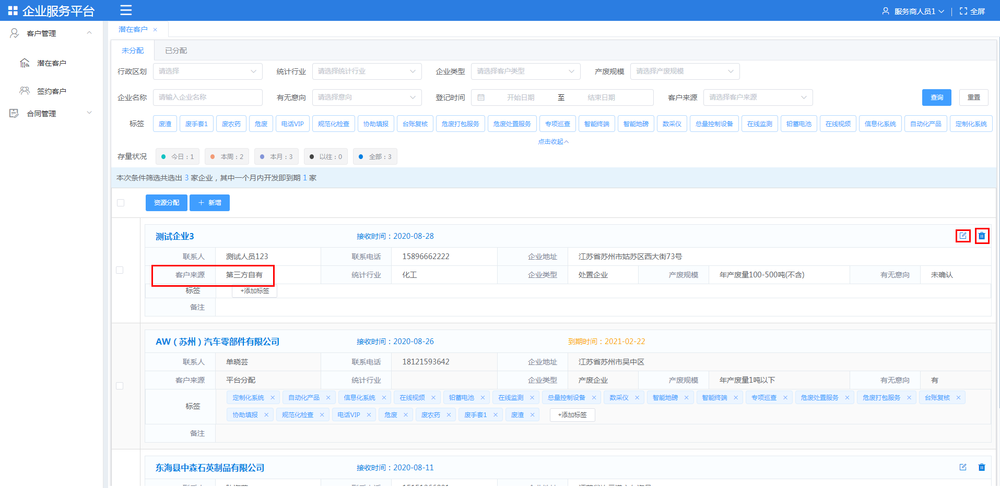 企业服务平台
服务商人员1 | 全屏
客户管理
潜在客户
签约客户
合同管理
潜在客户 ×
未分配 已分配
行政区划 请选择 统计行业 请选择统计行业 企业类型 请选择客户类型 产废规模 请选择产废规模
企业名称 请输入企业名称 有无意向 请选择意向 登记时间 开始日期 至 结束日期 客户来源 请选择客户来源 查询 重置
标签 废渣 废手套1 废农药 危废 电话VIP 规范化检查 协助填报 台账复核 危废打包服务 危废处置服务 专项巡查 智能终端 智能地磅 数采仪 总量控制设备 在线监测 铅蓄电池 在线视频 信息化系统 自动化产品 定制化系统
点击收起
存量状况 今日：1 本周：2 本月：3 以往：0 全部：3
本次条件筛选共选出 3 家企业，其中一个月内开发即到期 1 家
资源分配 + 新增
测试企业3 接收时间：2020-08-28
联系人 测试人员123 联系电话 15896662222 企业地址 江苏省苏州市姑苏区西大街73号
客户来源 第三方自有 统计行业 化工 企业类型 处置企业 产废规模 年产废量100-500吨(不含) 有无意向 未确认
标签 +添加标签
备注
AW（苏州）汽车零部件有限公司 接收时间：2020-08-26 到期时间：2021-02-22
联系人 单晓芸 联系电话 18121593642 企业地址 江苏省苏州市吴中区
客户来源 平台分配 统计行业 企业类型 产废企业 产废规模 年产废量1吨以下 有无意向 有
标签 定制化系统 × 自动化产品 × 信息化系统 × 在线视频 × 铅蓄电池 × 在线监测 × 总量控制设备 × 数采仪 × 智能地磅 × 智能终端 × 专项巡查 × 危废处置服务 × 危废打包服务 × 台账复核 ×
协助填报 × 规范化检查 × 电话VIP × 危废 × 废农药 × 废手套1 × 废渣 × +添加标签
备注
东海县中森石英制品有限公司 接收时间：2020-08-11